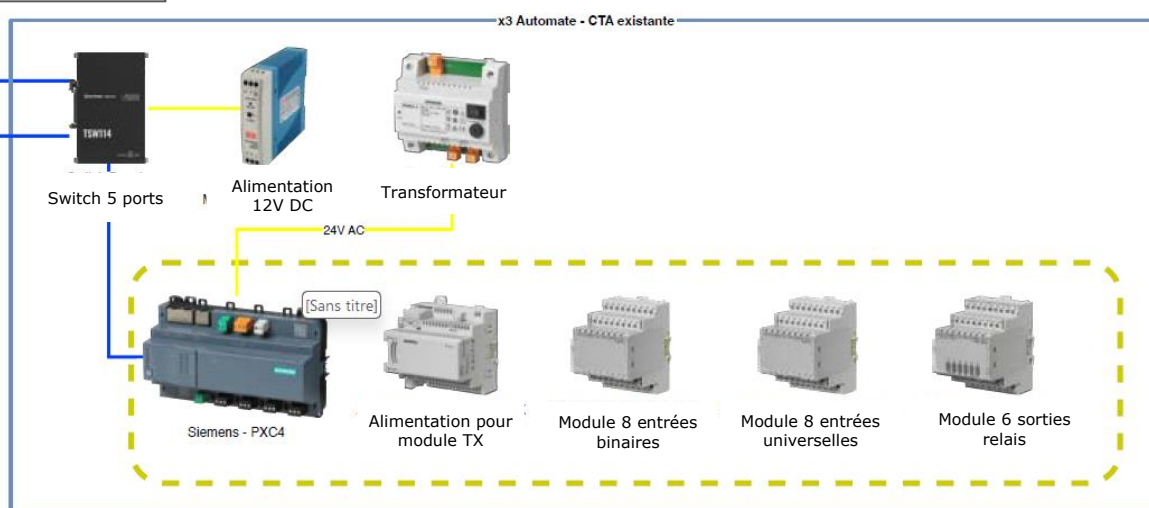 x3 Automate - CTA existante
TSW114
Switch 5 ports
Alimentation
12V DC
Transformateur
24V AC
[Sans titre]
SIEMENS
Siemens - PXC4
Alimentation pour
module TX
Module 8 entrées
binaires
Module 8 entrées
universelles
Module 6 sorties
relais